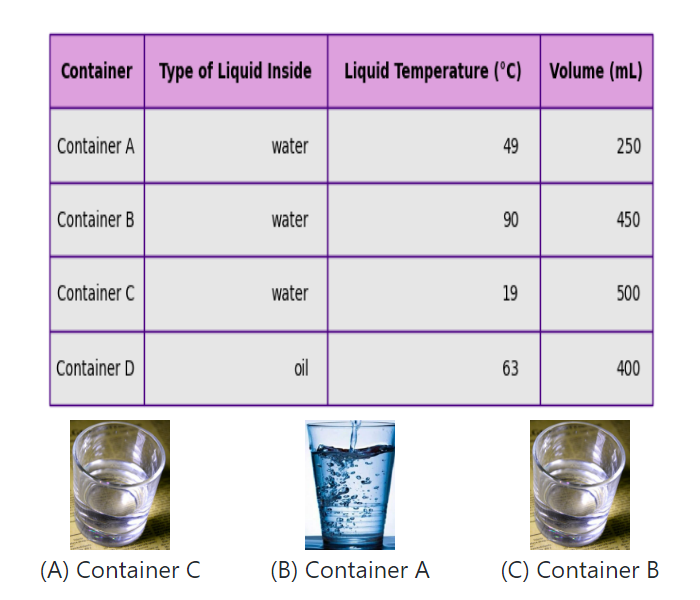 Container Type of Liquid Inside Liquid Temperature (°C) Volume (mL)
Container A water 49 250
Container B water 90 450
Container C water 19 500
Container D oil 63 400
(A) Container C (B) Container A (C) Container B